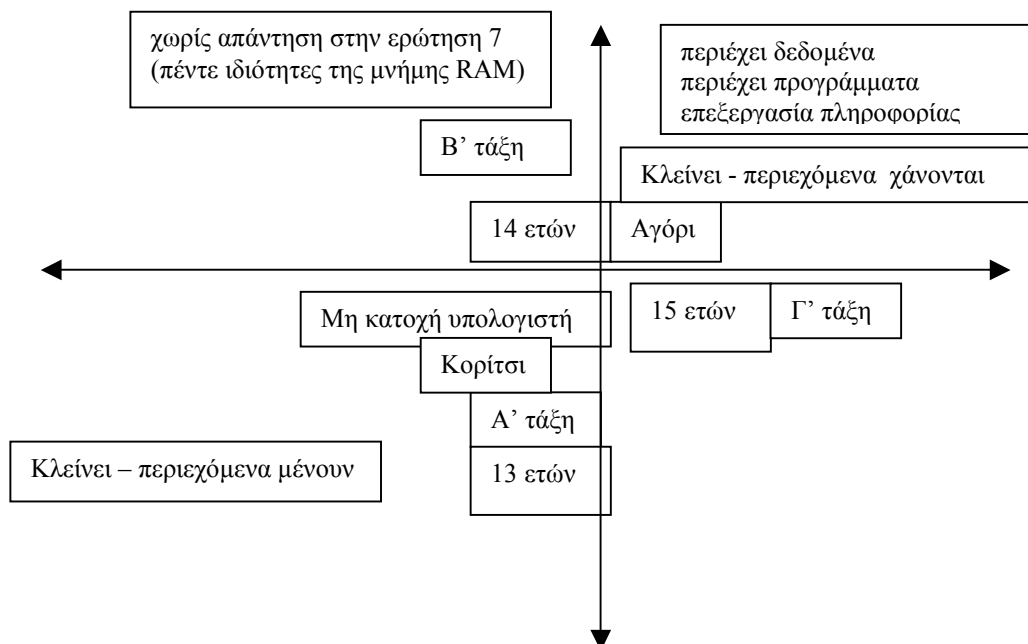 χωρίς απάντηση στην ερώτηση 7
(πέντε ιδιότητες της μνήμης RAM)
περιέχει δεδομένα
περιέχει προγράμματα
επεξεργασία πληροφορίας
Β’ τάξη
Κλείνει - περιεχόμενα χάνονται
14 ετών
Αγόρι
Μη κατοχή υπολογιστή
15 ετών
Γ’ τάξη
Κορίτσι
Α’ τάξη
Κλείνει – περιεχόμενα μένουν
13 ετών